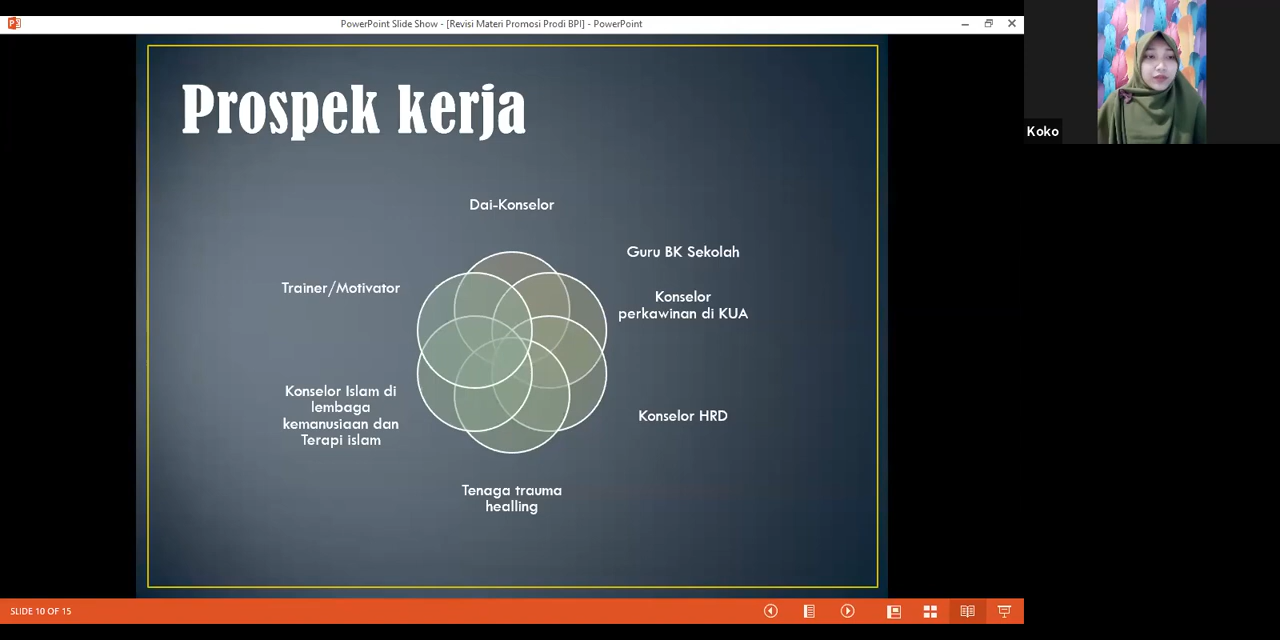 PowerPoint Slide Show - [Revisi Materi Promosi Prodi BPI] - PowerPoint
Koko
Prospek kerja
Dai-Konselor
Guru BK Sekolah
Konselor
perkawinan di KUA
Konselor HRD
Tenaga trauma
healling
Konselor Islam di
lembaga
kemanusiaan dan
Terapi islam
Trainer/Motivator
SLIDE 10 OF 15